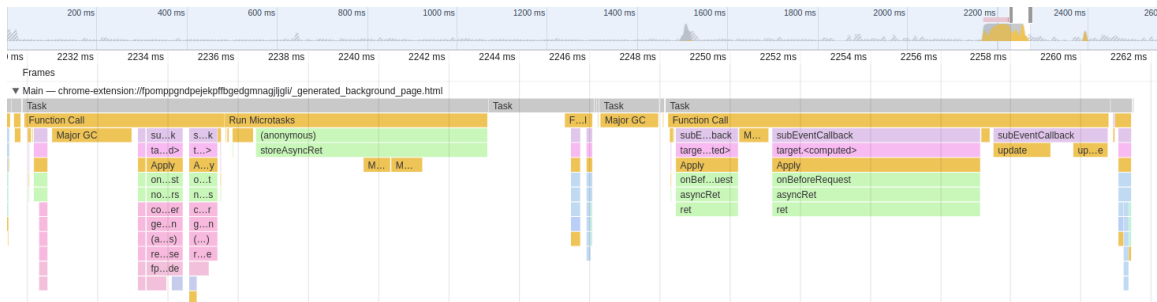 200 ms 400 ms 600 ms 800 ms 1000 ms 1200 ms 1400 ms 1600 ms 1800 ms 2000 ms 2200 ms 2400 ms 260
ms 2232 ms 2234 ms 2236 ms 2238 ms 2240 ms 2242 ms 2244 ms 2246 ms 2248 ms 2250 ms 2252 ms 2254 ms 2256 ms 2258 ms 2260 ms 2262 ms
Frames
▼ Main — chrome-extension://fpomppgndpejekpffbgedgmnagjljgli/_generated_background_page.html
Task Task Task Task
Function Call Run Microtasks F…l Major GC Function Call
Major GC su…k s…k (anonymous) subE…back M… subEventCallback subEventCallback
ta…d> t…> storeAsyncRet targe…ted> target.<computed> update up…e
Apply A…y M… M… Apply Apply
on…st o…t onBef…uest onBeforeRequest
no…rs n…s asyncRet asyncRet
co…er c…r ret ret
ge…n g…n
(a…s) (…)
re…se r…e
fp…de